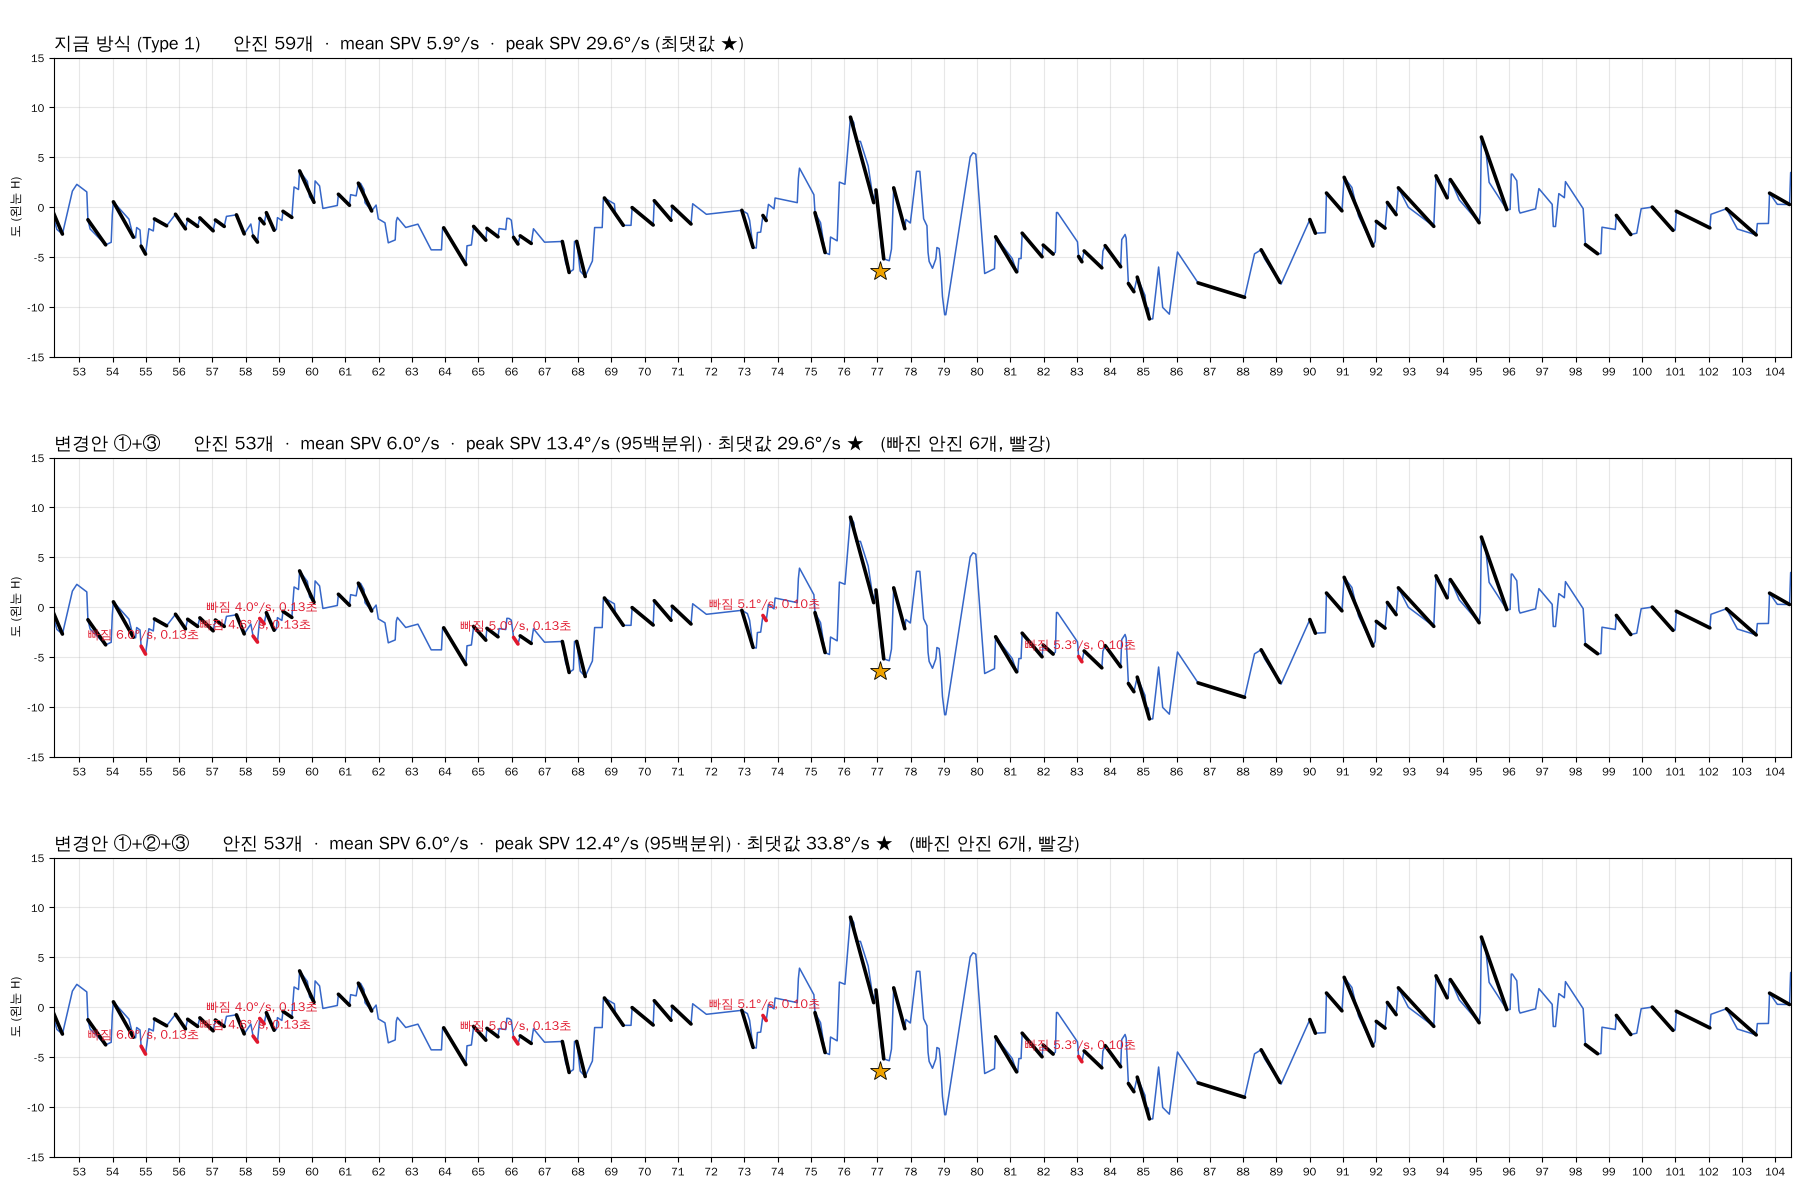 지금 방식 (Type 1) 안진 59개 · mean SPV 5.9°/s · peak SPV 29.6°/s (최댓값 ★)
도 (왼눈 H)
15
10
5
0
-5
-10
-15
53 54 55 56 57 58 59 60 61 62 63 64 65 66 67 68 69 70 71 72 73 74 75 76 77 78 79 80 81 82 83 84 85 86 87 88 89 90 91 92 93 94 95 96 97 98 99 100 101 102 103 104
변경안 ①+③ 안진 53개 · mean SPV 6.0°/s · peak SPV 13.4°/s (95백분위) · 최댓값 29.6°/s ★ (빠진 안진 6개, 빨강)
도 (왼눈 H)
15
10
5
0
-5
-10
-15
빠짐 6.0°/s, 0.13초
빠짐 4.6°/s, 0.13초
빠짐 4.0°/s, 0.13초
빠짐 5.0°/s, 0.13초
빠짐 5.1°/s, 0.10초
빠짐 5.3°/s, 0.10초
53 54 55 56 57 58 59 60 61 62 63 64 65 66 67 68 69 70 71 72 73 74 75 76 77 78 79 80 81 82 83 84 85 86 87 88 89 90 91 92 93 94 95 96 97 98 99 100 101 102 103 104
변경안 ①+②+③ 안진 53개 · mean SPV 6.0°/s · peak SPV 12.4°/s (95백분위) · 최댓값 33.8°/s ★ (빠진 안진 6개, 빨강)
도 (왼눈 H)
15
10
5
0
-5
-10
-15
빠짐 6.0°/s, 0.13초
빠짐 4.6°/s, 0.13초
빠짐 4.0°/s, 0.13초
빠짐 5.0°/s, 0.13초
빠짐 5.1°/s, 0.10초
빠짐 5.3°/s, 0.10초
53 54 55 56 57 58 59 60 61 62 63 64 65 66 67 68 69 70 71 72 73 74 75 76 77 78 79 80 81 82 83 84 85 86 87 88 89 90 91 92 93 94 95 96 97 98 99 100 101 102 103 104